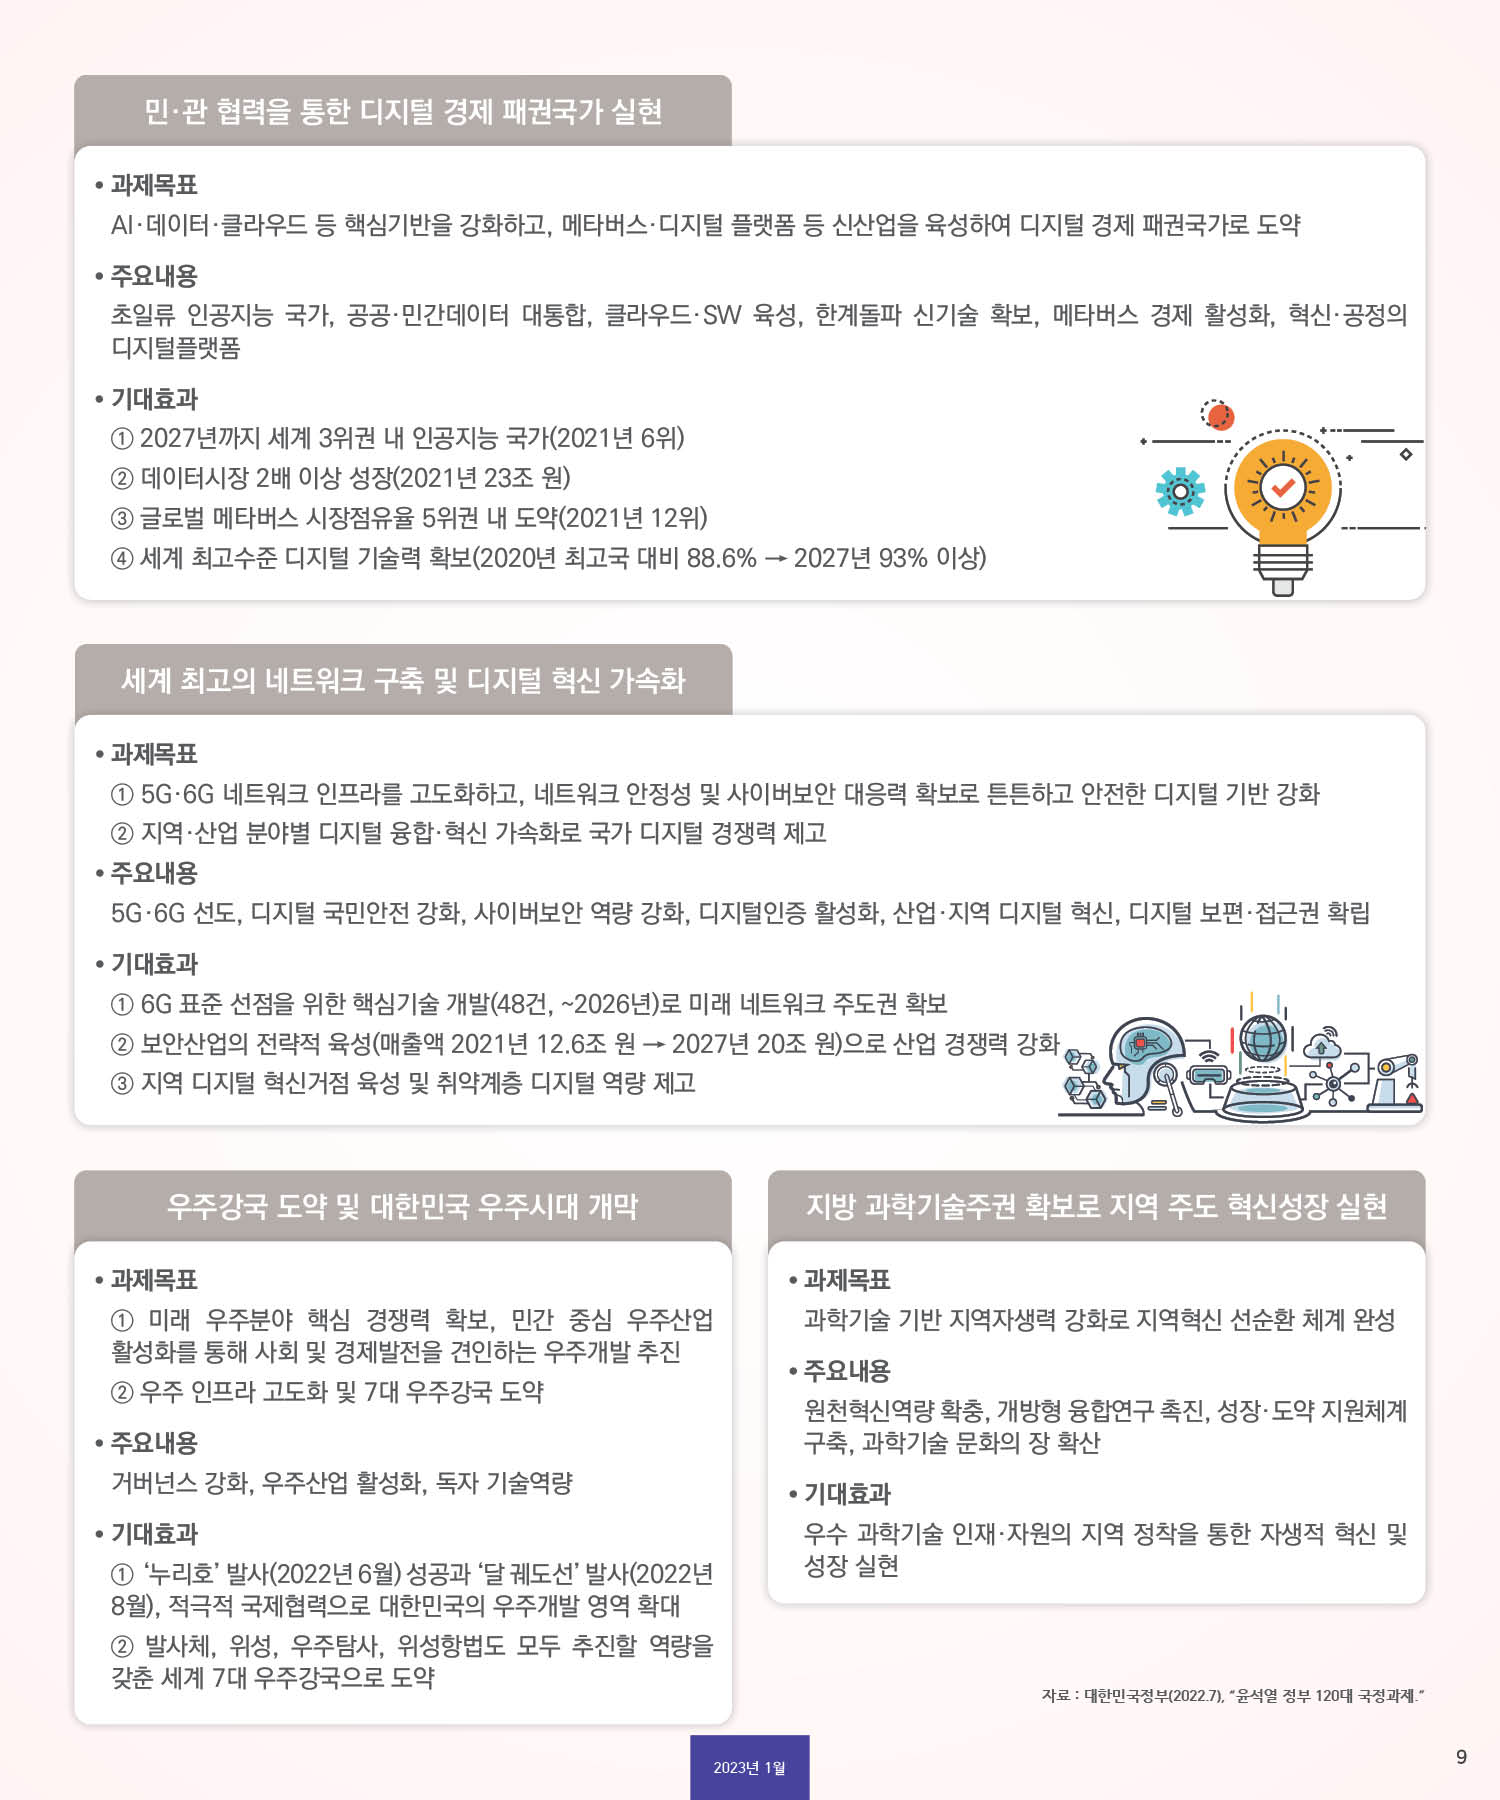 민·관 협력을 통한 디지털 경제 패권국가 실현
• 과제목표
AI·데이터·클라우드 등 핵심기반을 강화하고, 메타버스·디지털 플랫폼 등 신산업을 육성하여 디지털 경제 패권국가로 도약
• 주요내용
초일류 인공지능 국가, 공공·민간데이터 대통합, 클라우드·SW 육성, 한계돌파 신기술 확보, 메타버스 경제 활성화, 혁신·공정의
디지털플랫폼
• 기대효과
① 2027년까지 세계 3위권 내 인공지능 국가(2021년 6위)
② 데이터시장 2배 이상 성장(2021년 23조 원)
③ 글로벌 메타버스 시장점유율 5위권 내 도약(2021년 12위)
④ 세계 최고수준 디지털 기술력 확보(2020년 최고국 대비 88.6% → 2027년 93% 이상)
세계 최고의 네트워크 구축 및 디지털 혁신 가속화
• 과제목표
① 5G·6G 네트워크 인프라를 고도화하고, 네트워크 안정성 및 사이버보안 대응력 확보로 튼튼하고 안전한 디지털 기반 강화
② 지역·산업 분야별 디지털 융합·혁신 가속화로 국가 디지털 경쟁력 제고
• 주요내용
5G·6G 선도, 디지털 국민안전 강화, 사이버보안 역량 강화, 디지털인증 활성화, 산업·지역 디지털 혁신, 디지털 보편·접근권 확립
• 기대효과
① 6G 표준 선점을 위한 핵심기술 개발(48건, ~2026년)로 미래 네트워크 주도권 확보
② 보안산업의 전략적 육성(매출액 2021년 12.6조 원 → 2027년 20조 원)으로 산업 경쟁력 강화
③ 지역 디지털 혁신거점 육성 및 취약계층 디지털 역량 제고
우주강국 도약 및 대한민국 우주시대 개막
• 과제목표
① 미래 우주분야 핵심 경쟁력 확보, 민간 중심 우주산업
활성화를 통해 사회 및 경제발전을 견인하는 우주개발 추진
② 우주 인프라 고도화 및 7대 우주강국 도약
• 주요내용
거버넌스 강화, 우주산업 활성화, 독자 기술역량
• 기대효과
① ‘누리호’ 발사(2022년 6월) 성공과 ‘달 궤도선’ 발사(2022년
8월), 적극적 국제협력으로 대한민국의 우주개발 영역 확대
② 발사체, 위성, 우주탐사, 위성항법도 모두 추진할 역량을
갖춘 세계 7대 우주강국으로 도약
지방 과학기술주권 확보로 지역 주도 혁신성장 실현
• 과제목표
과학기술 기반 지역자생력 강화로 지역혁신 선순환 체계 완성
• 주요내용
원천혁신역량 확충, 개방형 융합연구 촉진, 성장·도약 지원체계
구축, 과학기술 문화의 장 확산
• 기대효과
우수 과학기술 인재·자원의 지역 정착을 통한 자생적 혁신 및
성장 실현
자료 : 대한민국정부(2022.7), “윤석열 정부 120대 국정과제.”
2023년 1월
9